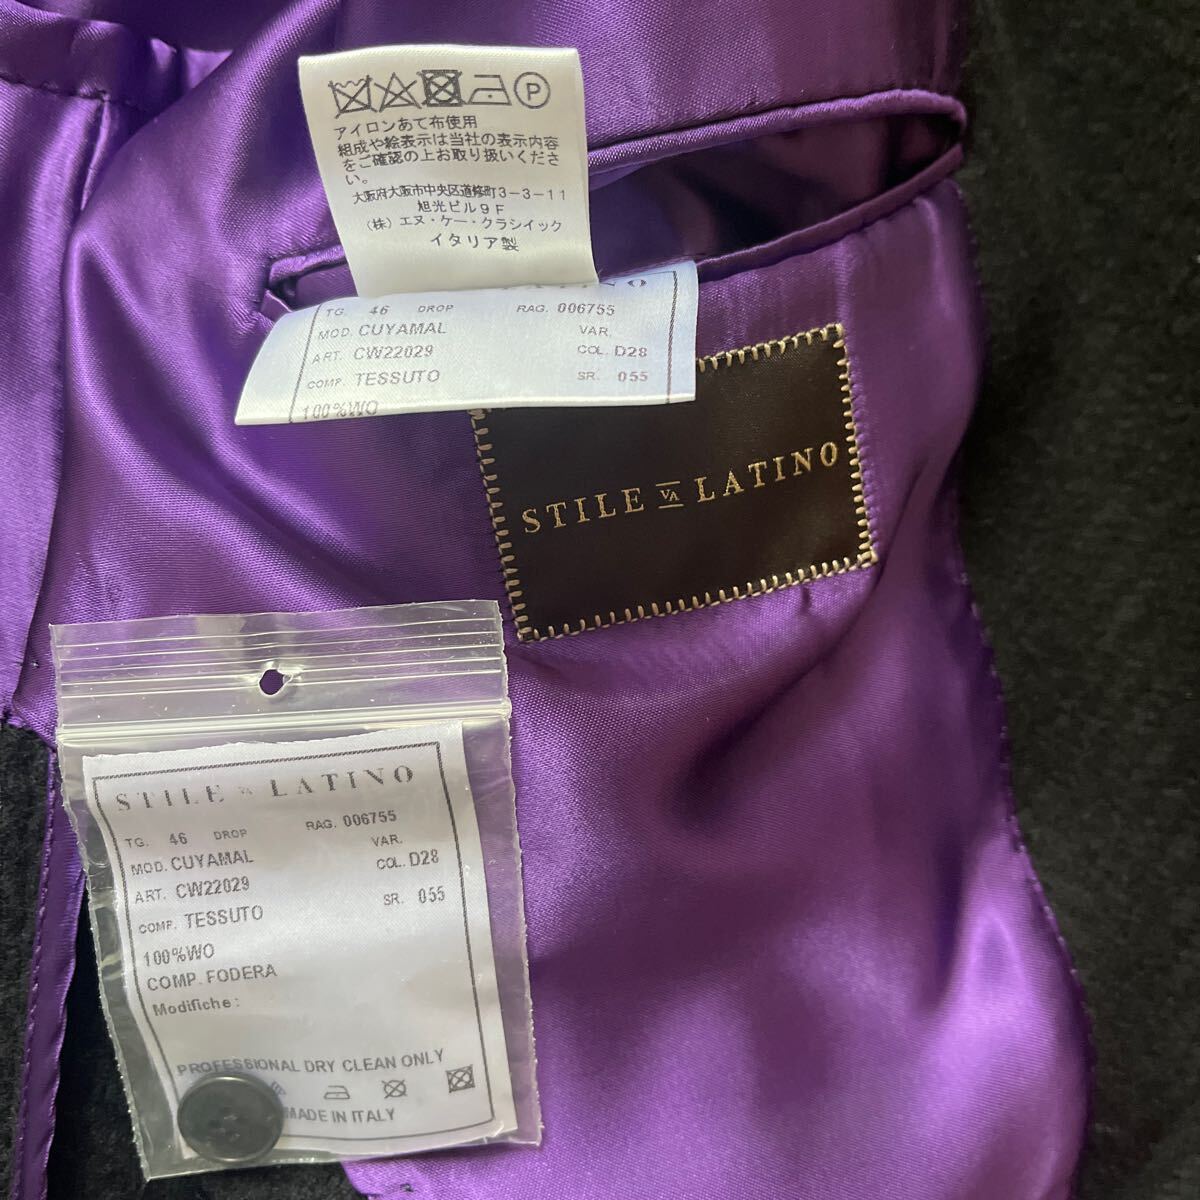 P
アイロンあて布使用
組成や絵表示は当社の表示内容
をご確認の上お取り扱いくださ
い。
大阪府大阪市中央区道修町3-3-11
旭光ビル9F
(株)エヌ・ケー・クラシイック
イタリア製
LATINO
TG. 46 DROP RAG. 006755
MOD. CUYAMAL VAR.
ART. CW22029 COL. D28
COMP. TESSUTO SR. 055
100%WO
STILE VA LATINO
STILE VA LATINO
TG. 46 DROP RAG. 006755
MOD. CUYAMAL VAR.
ART. CW22029 COL. D28
COMP. TESSUTO SR. 055
100%WO
COMP. FODERA
Modifiche:
PROFESSIONAL DRY CLEAN ONLY
MADE IN ITALY